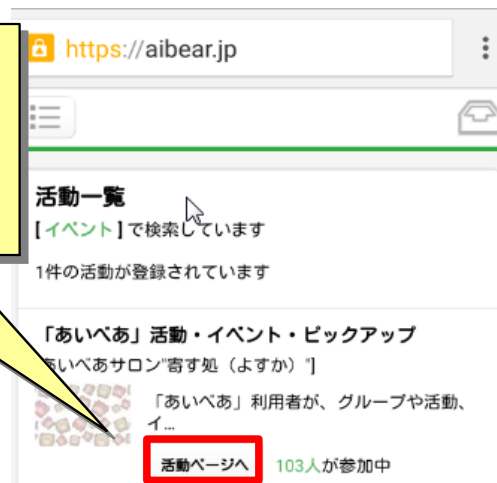 https://aibear.jp
活動一覧
[ イベント ] で検索しています
1件の活動が登録されています
「あいべあ」活動・イベント・ピックアップ
あいべあサロン"寄す処（よすか）"]
「あいべあ」利用者が、グループや活動、
イ...
活動ページへ 103人が参加中